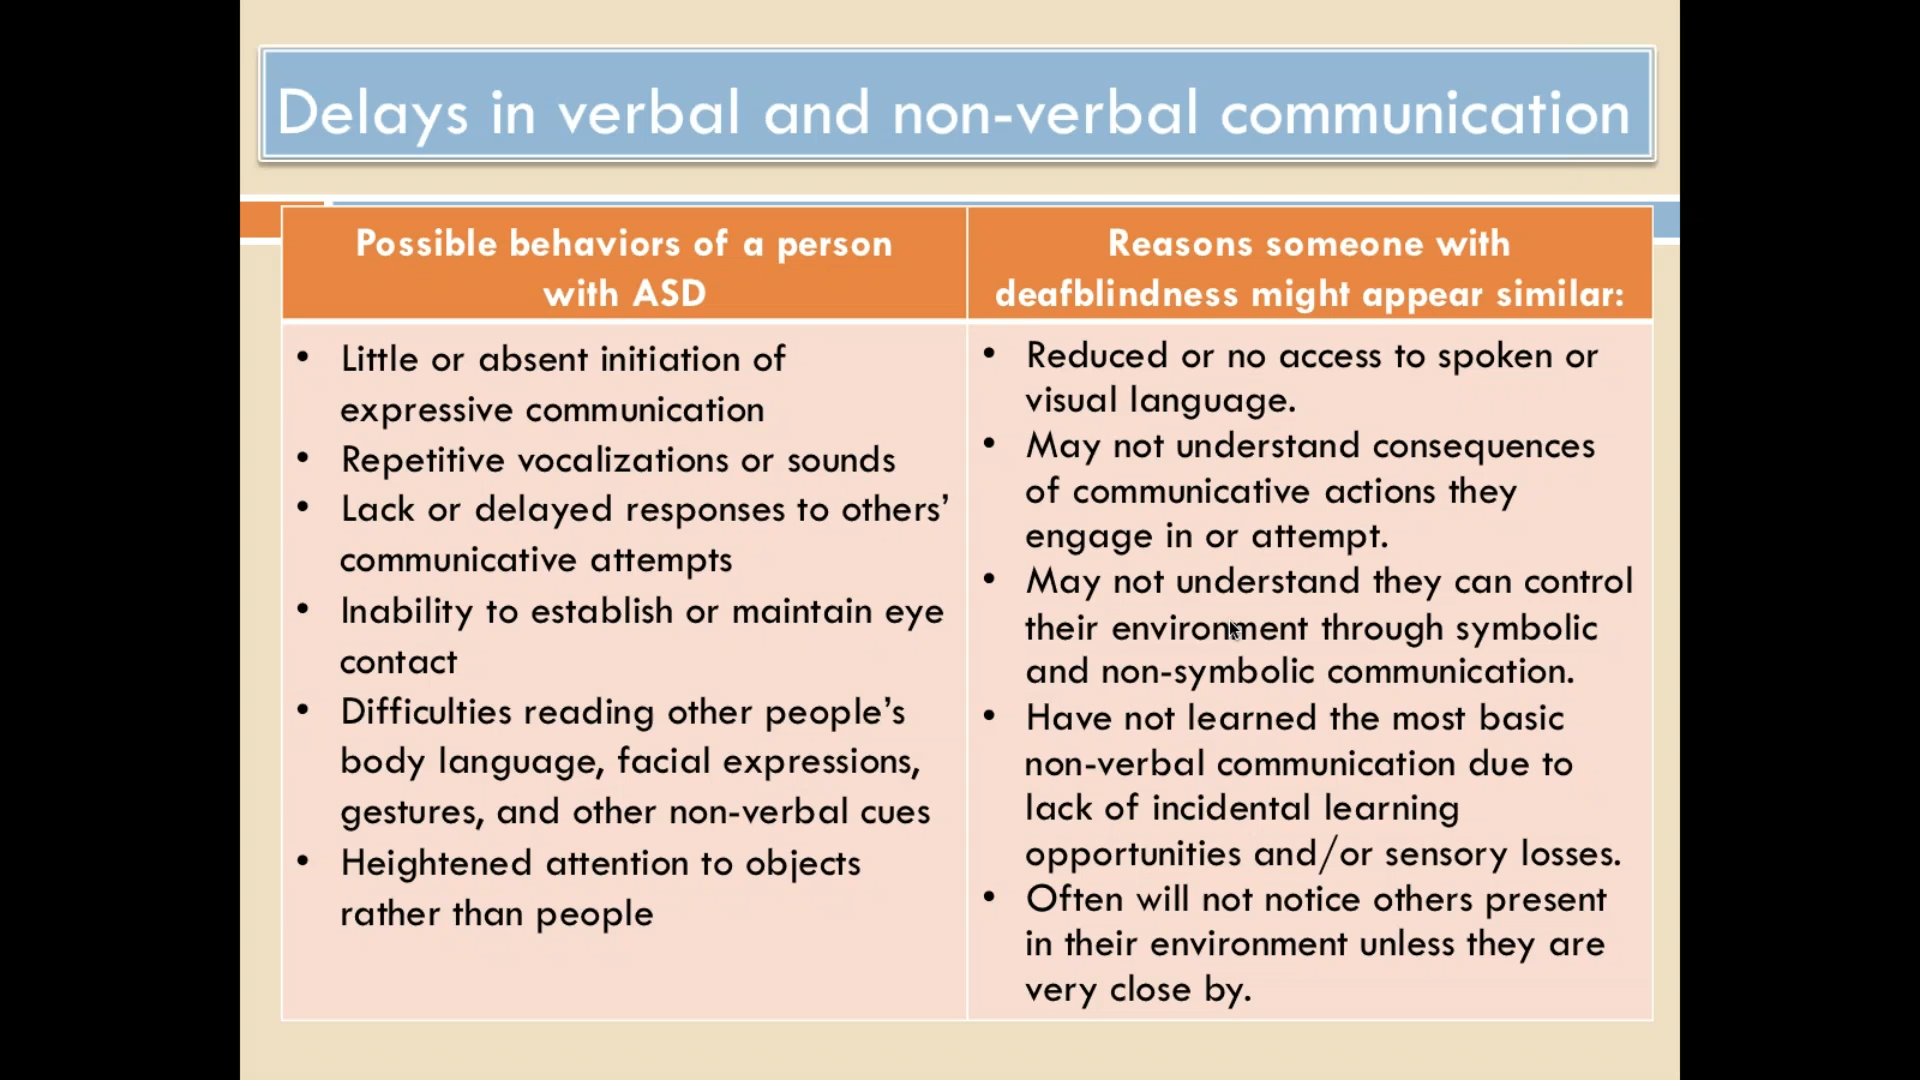 Delays in verbal and non-verbal communication
Possible behaviors of a person
with ASD
• Little or absent initiation of
expressive communication
• Repetitive vocalizations or sounds
• Lack or delayed responses to others’
communicative attempts
• Inability to establish or maintain eye
contact
• Difficulties reading other people’s
body language, facial expressions,
gestures, and other non-verbal cues
• Heightened attention to objects
rather than people
Reasons someone with
deafblindness might appear similar:
• Reduced or no access to spoken or
visual language.
• May not understand consequences
of communicative actions they
engage in or attempt.
• May not understand they can control
their environment through symbolic
and non-symbolic communication.
• Have not learned the most basic
non-verbal communication due to
lack of incidental learning
opportunities and/or sensory losses.
• Often will not notice others present
in their environment unless they are
very close by.